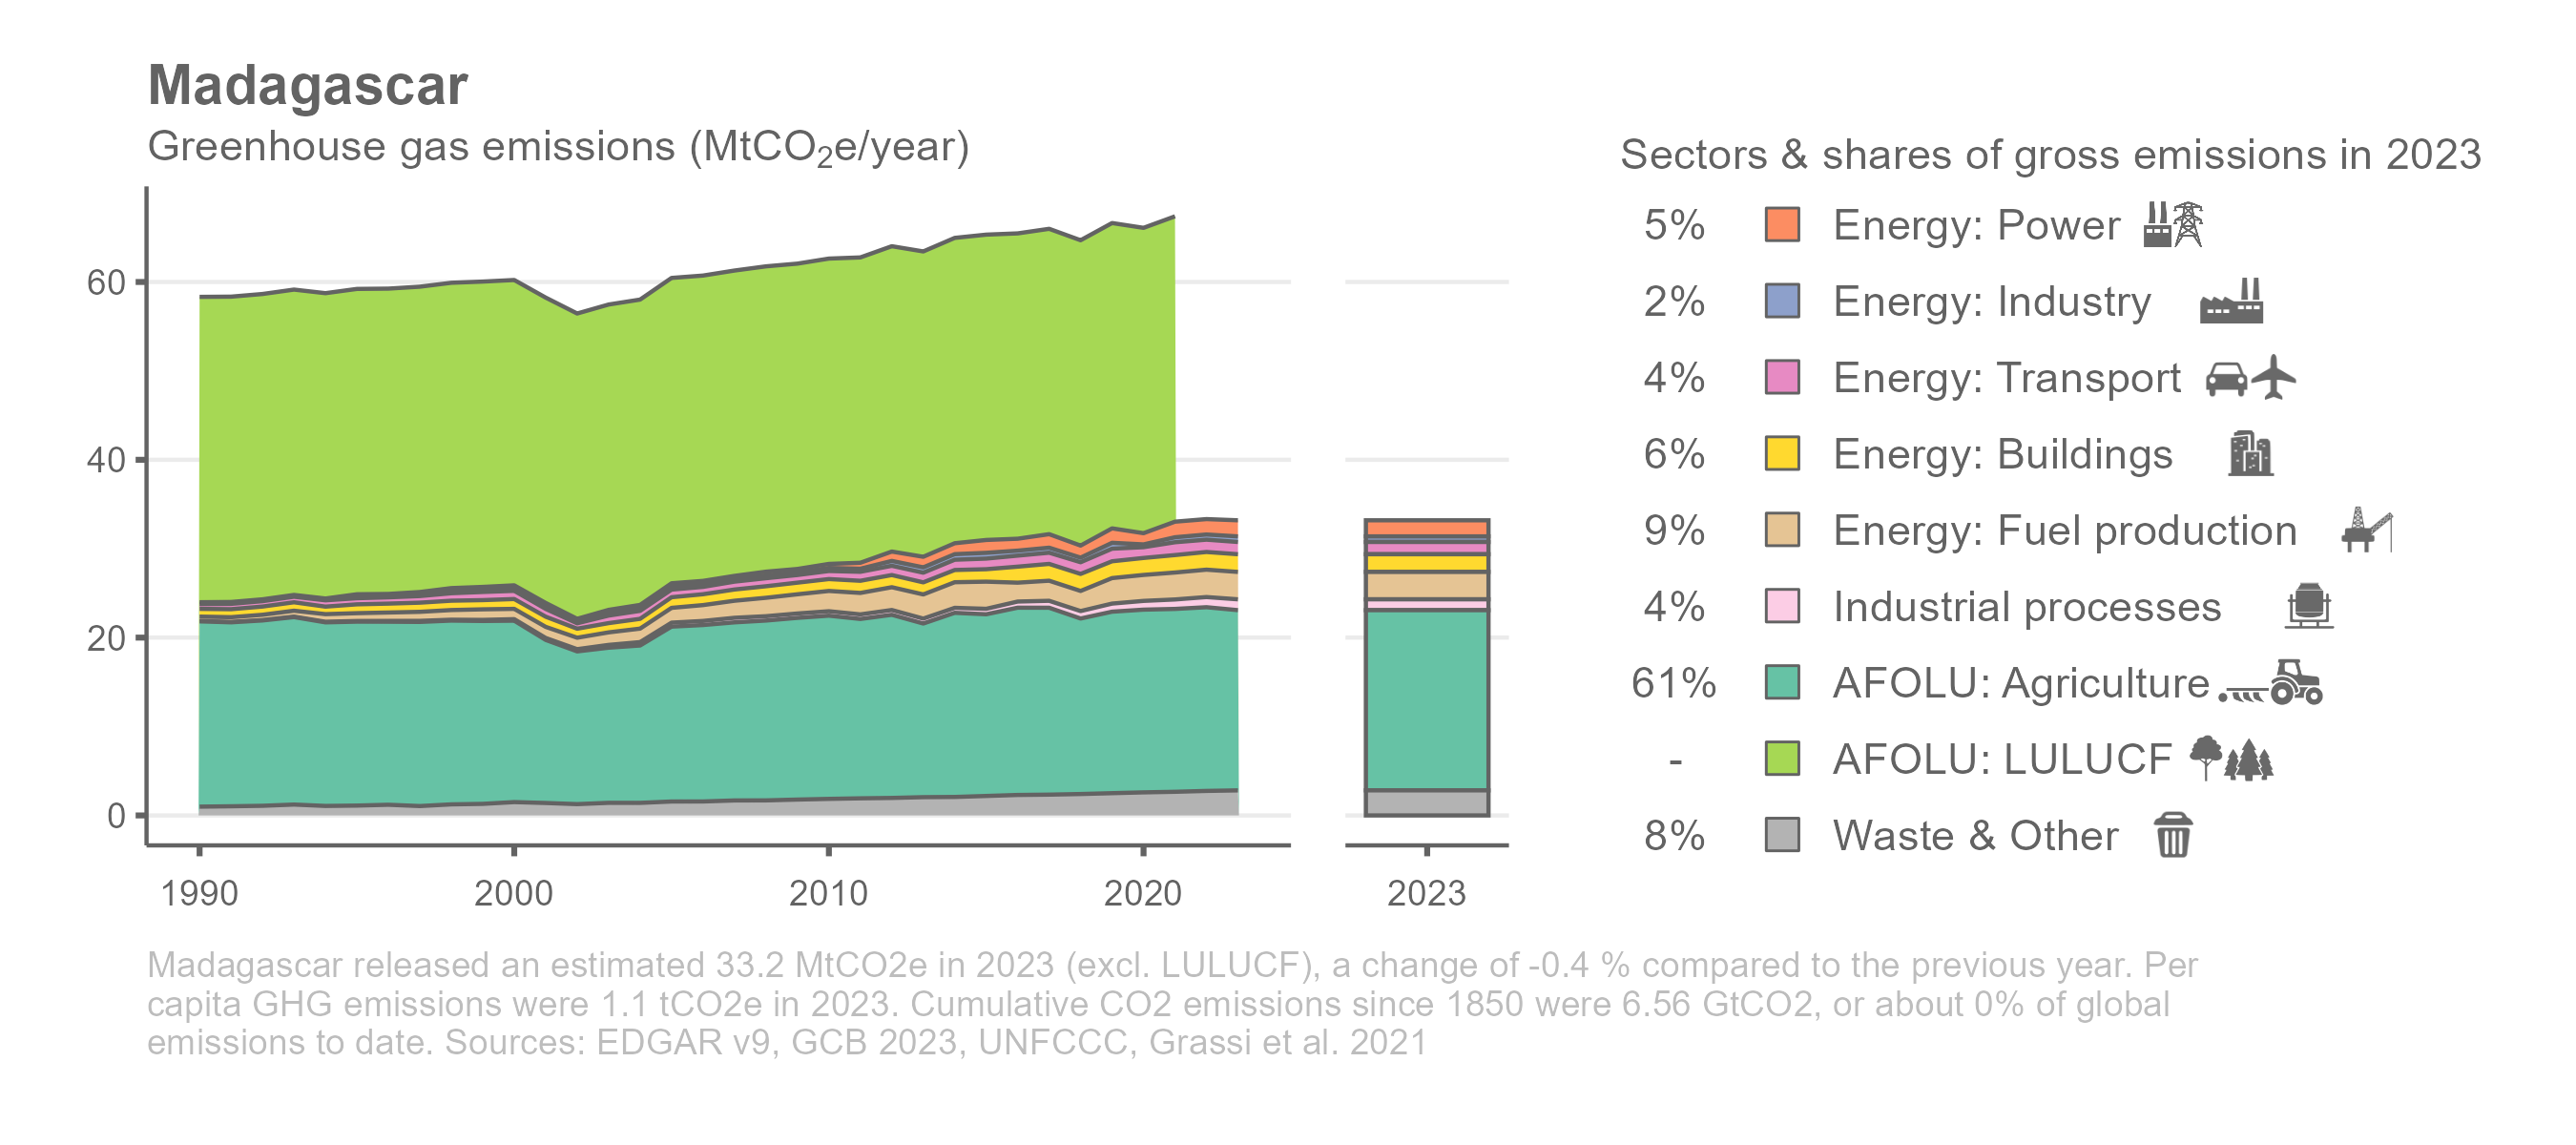 Madagascar
Greenhouse gas emissions (MtCO₂e/year)
60
40
20
0
1990 2000 2010 2020 2023
Sectors & shares of gross emissions in 2023
5% Energy: Power
2% Energy: Industry
4% Energy: Transport
6% Energy: Buildings
9% Energy: Fuel production
4% Industrial processes
61% AFOLU: Agriculture
- AFOLU: LULUCF
8% Waste & Other
Madagascar released an estimated 33.2 MtCO2e in 2023 (excl. LULUCF), a change of -0.4 % compared to the previous year. Per
capita GHG emissions were 1.1 tCO2e in 2023. Cumulative CO2 emissions since 1850 were 6.56 GtCO2, or about 0% of global
emissions to date. Sources: EDGAR v9, GCB 2023, UNFCCC, Grassi et al. 2021